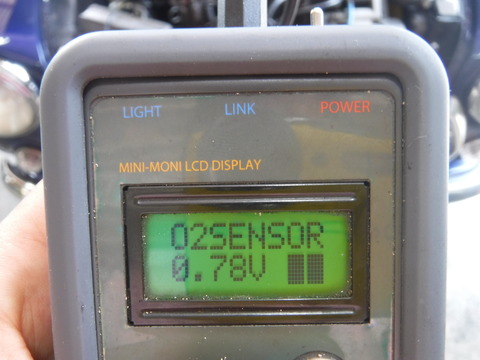 LIGHT LINK POWER
MINI-MONI LCD DISPLAY
O2SENSOR
0.78V